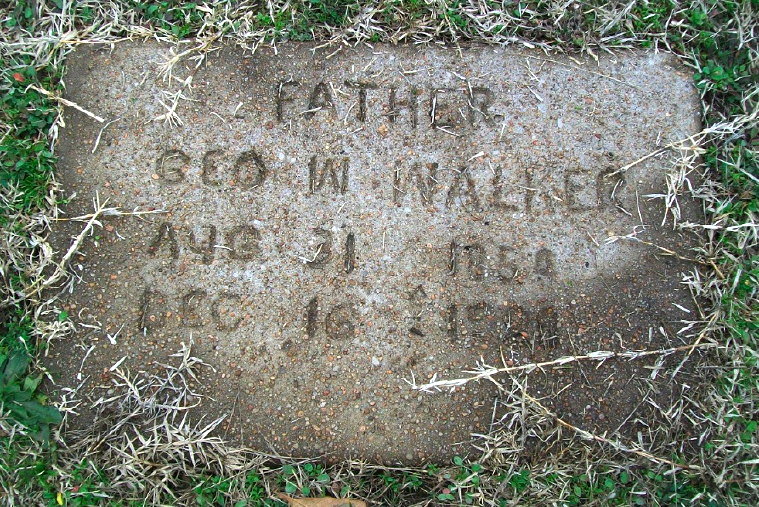 FATHER
GEO W WALKER
AUG 31
DEC 16